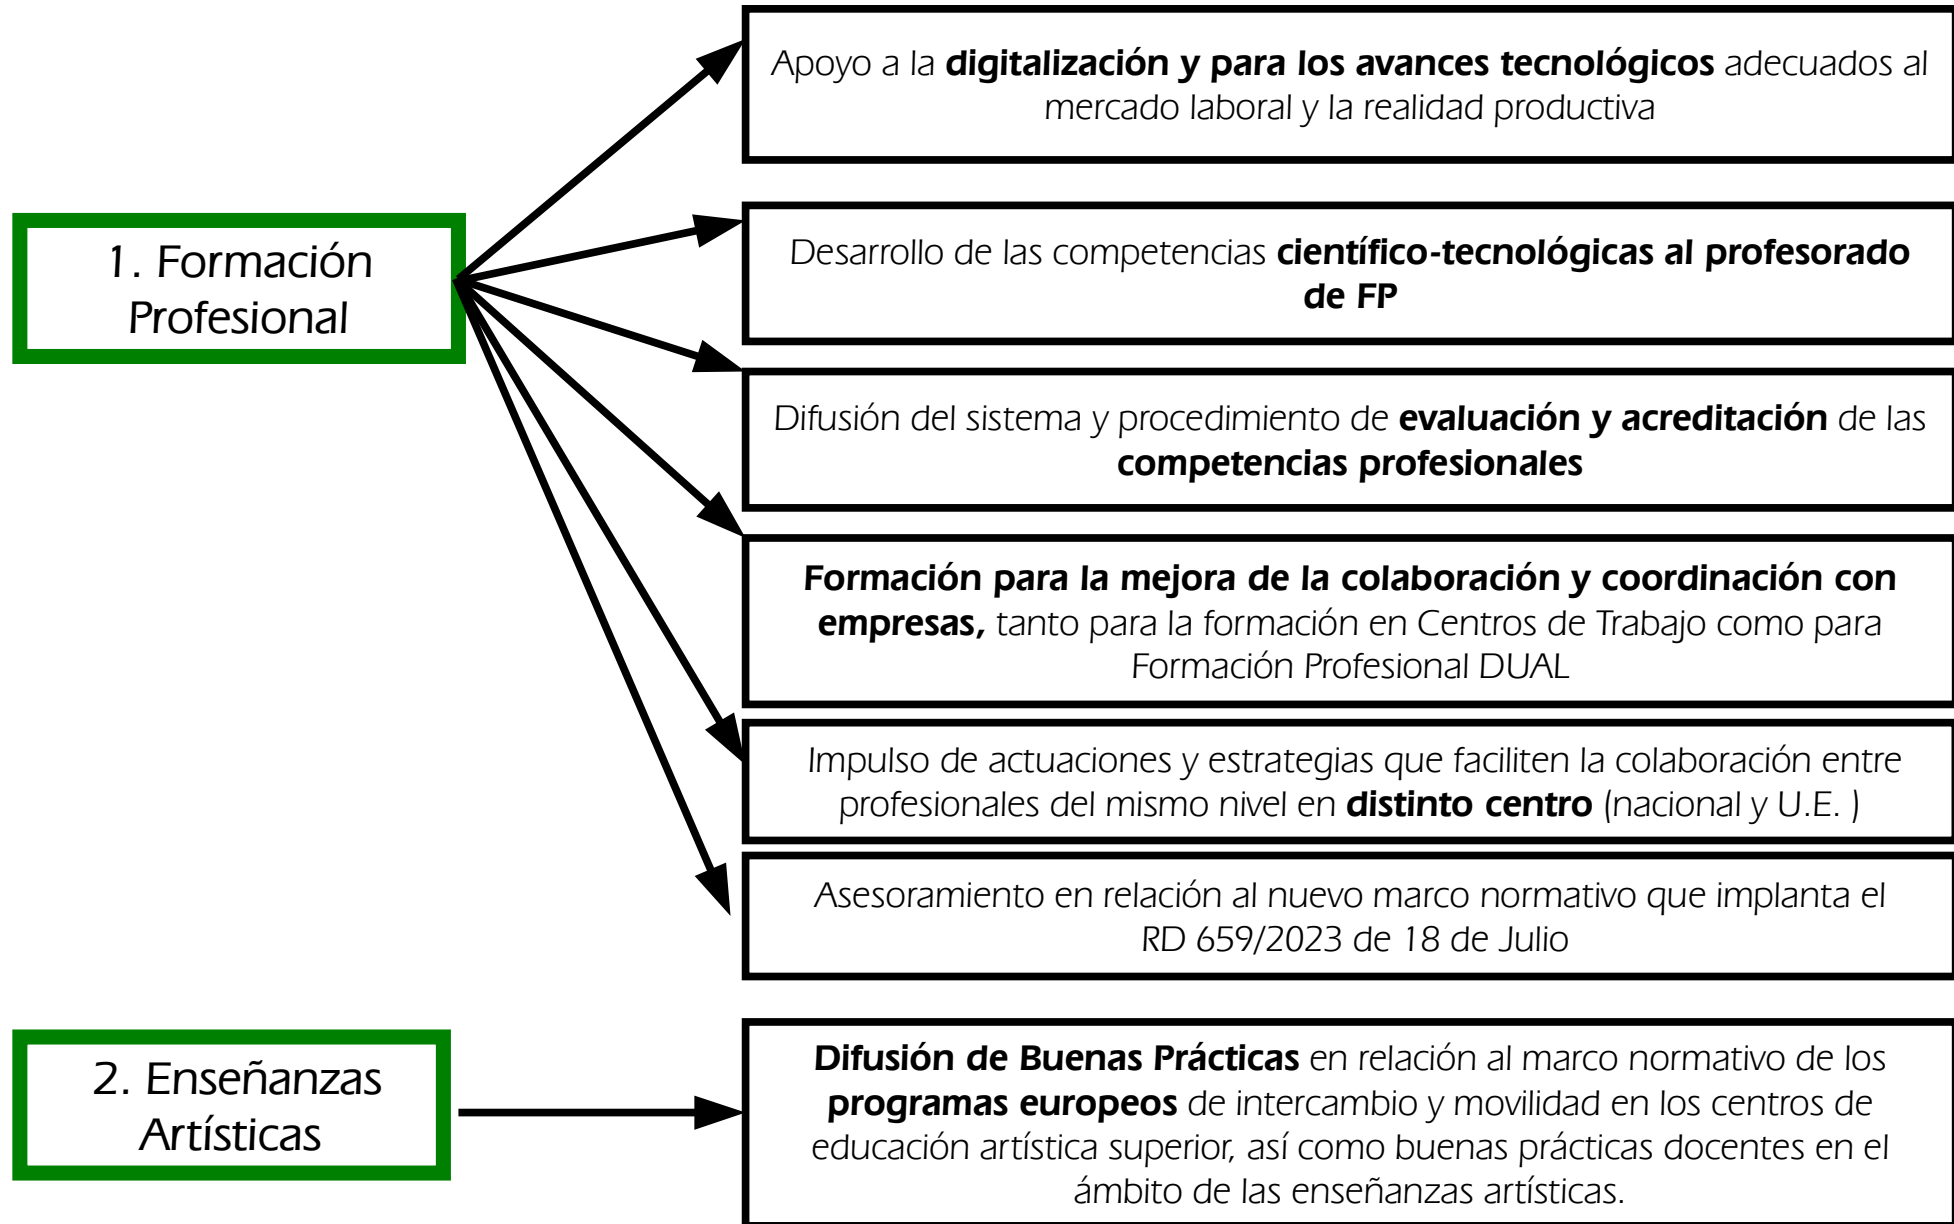 Apoyo a la digitalización y para los avances tecnológicos adecuados al
mercado laboral y la realidad productiva
1. Formación
Profesional
Desarrollo de las competencias científico-tecnológicas al profesorado
de FP
Difusión del sistema y procedimiento de evaluación y acreditación de las
competencias profesionales
Formación para la mejora de la colaboración y coordinación con
empresas, tanto para la formación en Centros de Trabajo como para
Formación Profesional DUAL
Impulso de actuaciones y estrategias que faciliten la colaboración entre
profesionales del mismo nivel en distinto centro (nacional y U.E. )
Asesoramiento en relación al nuevo marco normativo que implanta el
RD 659/2023 de 18 de Julio
2. Enseñanzas
Artísticas
Difusión de Buenas Prácticas en relación al marco normativo de los
programas europeos de intercambio y movilidad en los centros de
educación artística superior, así como buenas prácticas docentes en el
ámbito de las enseñanzas artísticas.